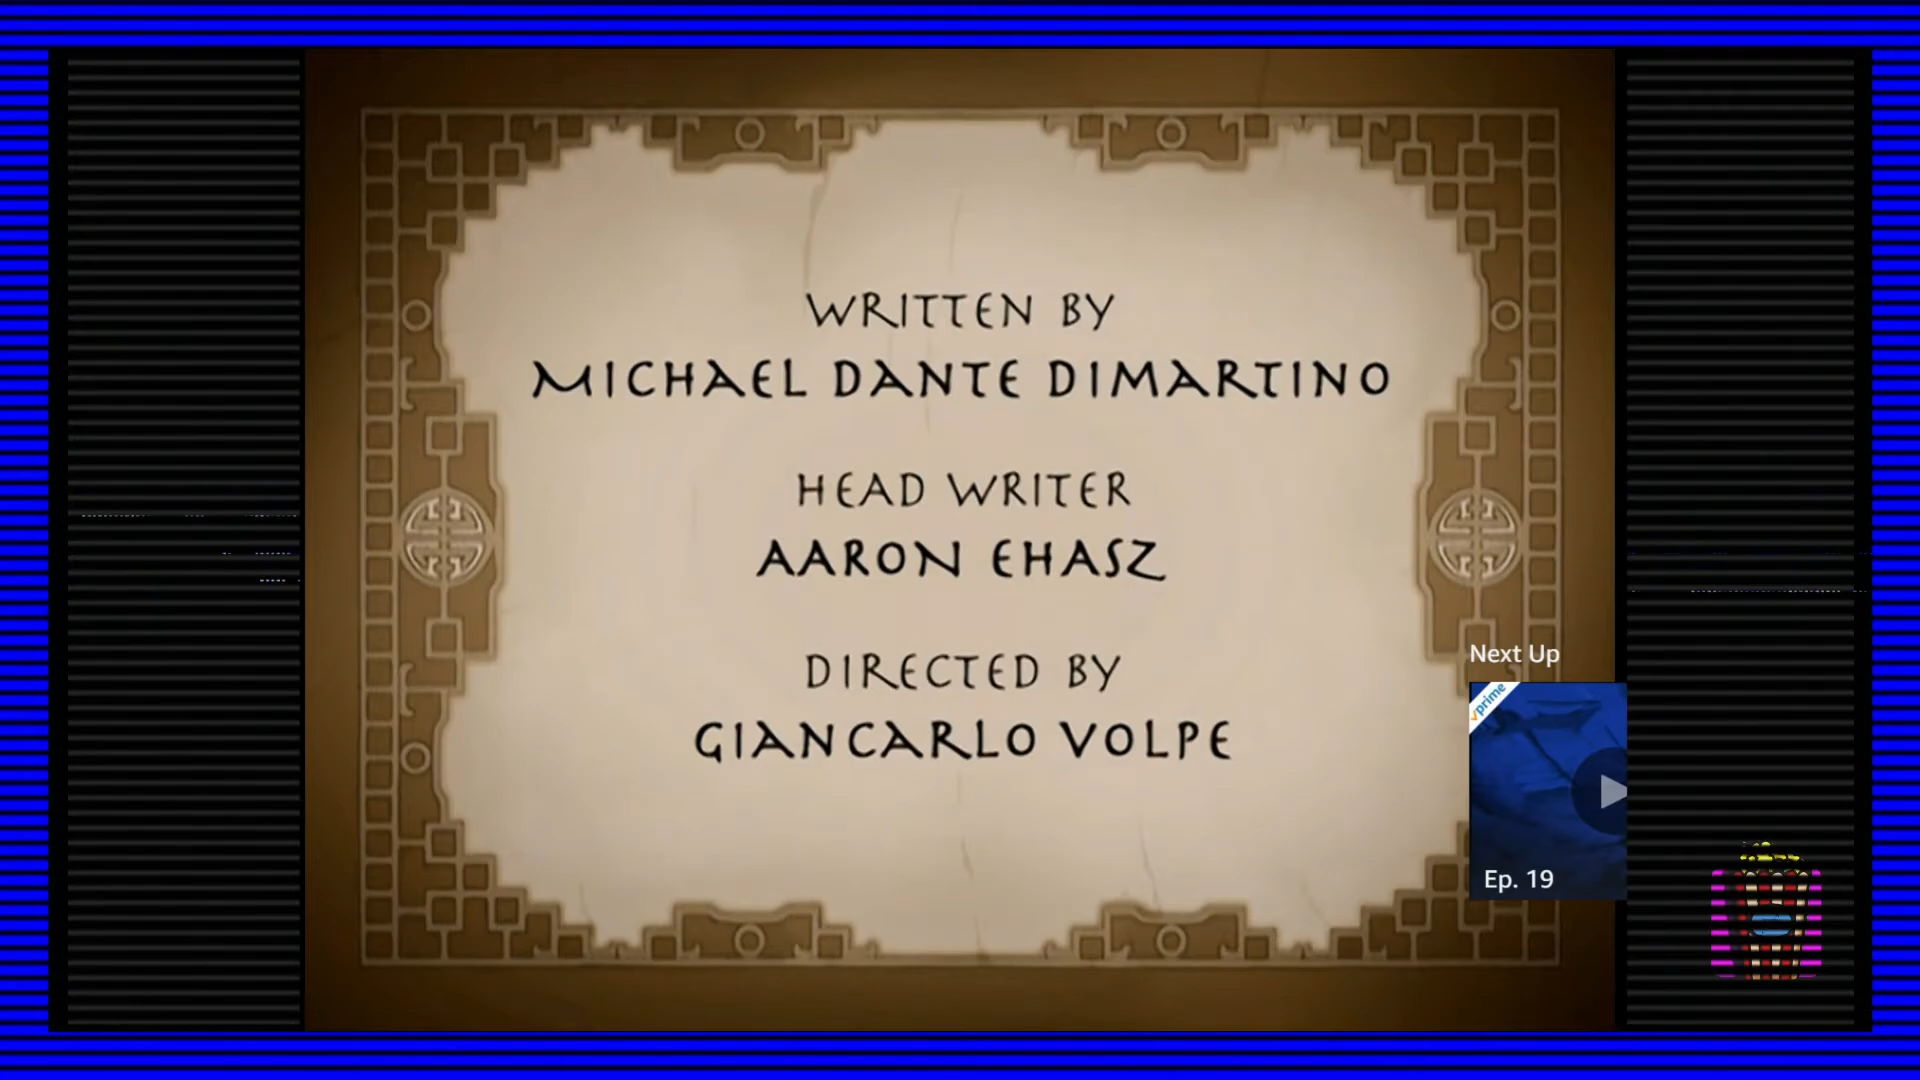 WRITTEN BY
MICHAEL DANTE DIMARTINO
HEAD WRITER
AARON EHASZ
DIRECTED BY
GIANCARLO VOLPE
Next Up
prime
Ep. 19